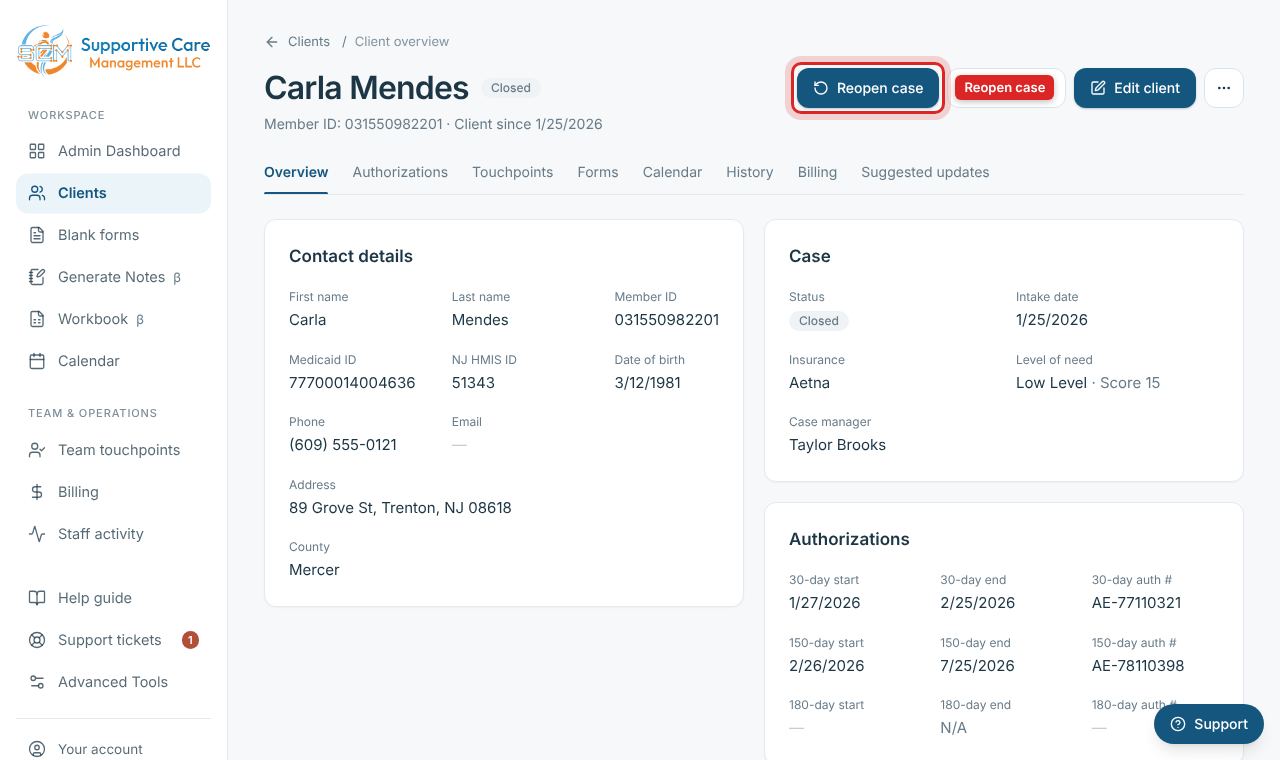 SCM Supportive Care
Management LLC
WORKSPACE
Admin Dashboard
Clients
Blank forms
Generate Notes β
Workbook β
Calendar
TEAM & OPERATIONS
Team touchpoints
Billing
Staff activity
Help guide
Support tickets 1
Advanced Tools
Your account
Clients / Client overview
Carla Mendes Closed
Reopen case Reopen case Edit client
Member ID: 031550982201 · Client since 1/25/2026
Overview Authorizations Touchpoints Forms Calendar History Billing Suggested updates
Contact details
First name Last name Member ID
Carla Mendes 031550982201
Medicaid ID NJ HMIS ID Date of birth
77700014004636 51343 3/12/1981
Phone Email
(609) 555-0121 —
Address
89 Grove St, Trenton, NJ 08618
County
Mercer
Case
Status Intake date
Closed 1/25/2026
Insurance Level of need
Aetna Low Level · Score 15
Case manager
Taylor Brooks
Authorizations
30-day start 30-day end 30-day auth #
1/27/2026 2/25/2026 AE-77110321
150-day start 150-day end 150-day auth #
2/26/2026 7/25/2026 AE-78110398
180-day start 180-day end 180-day auth #
— N/A —
Support